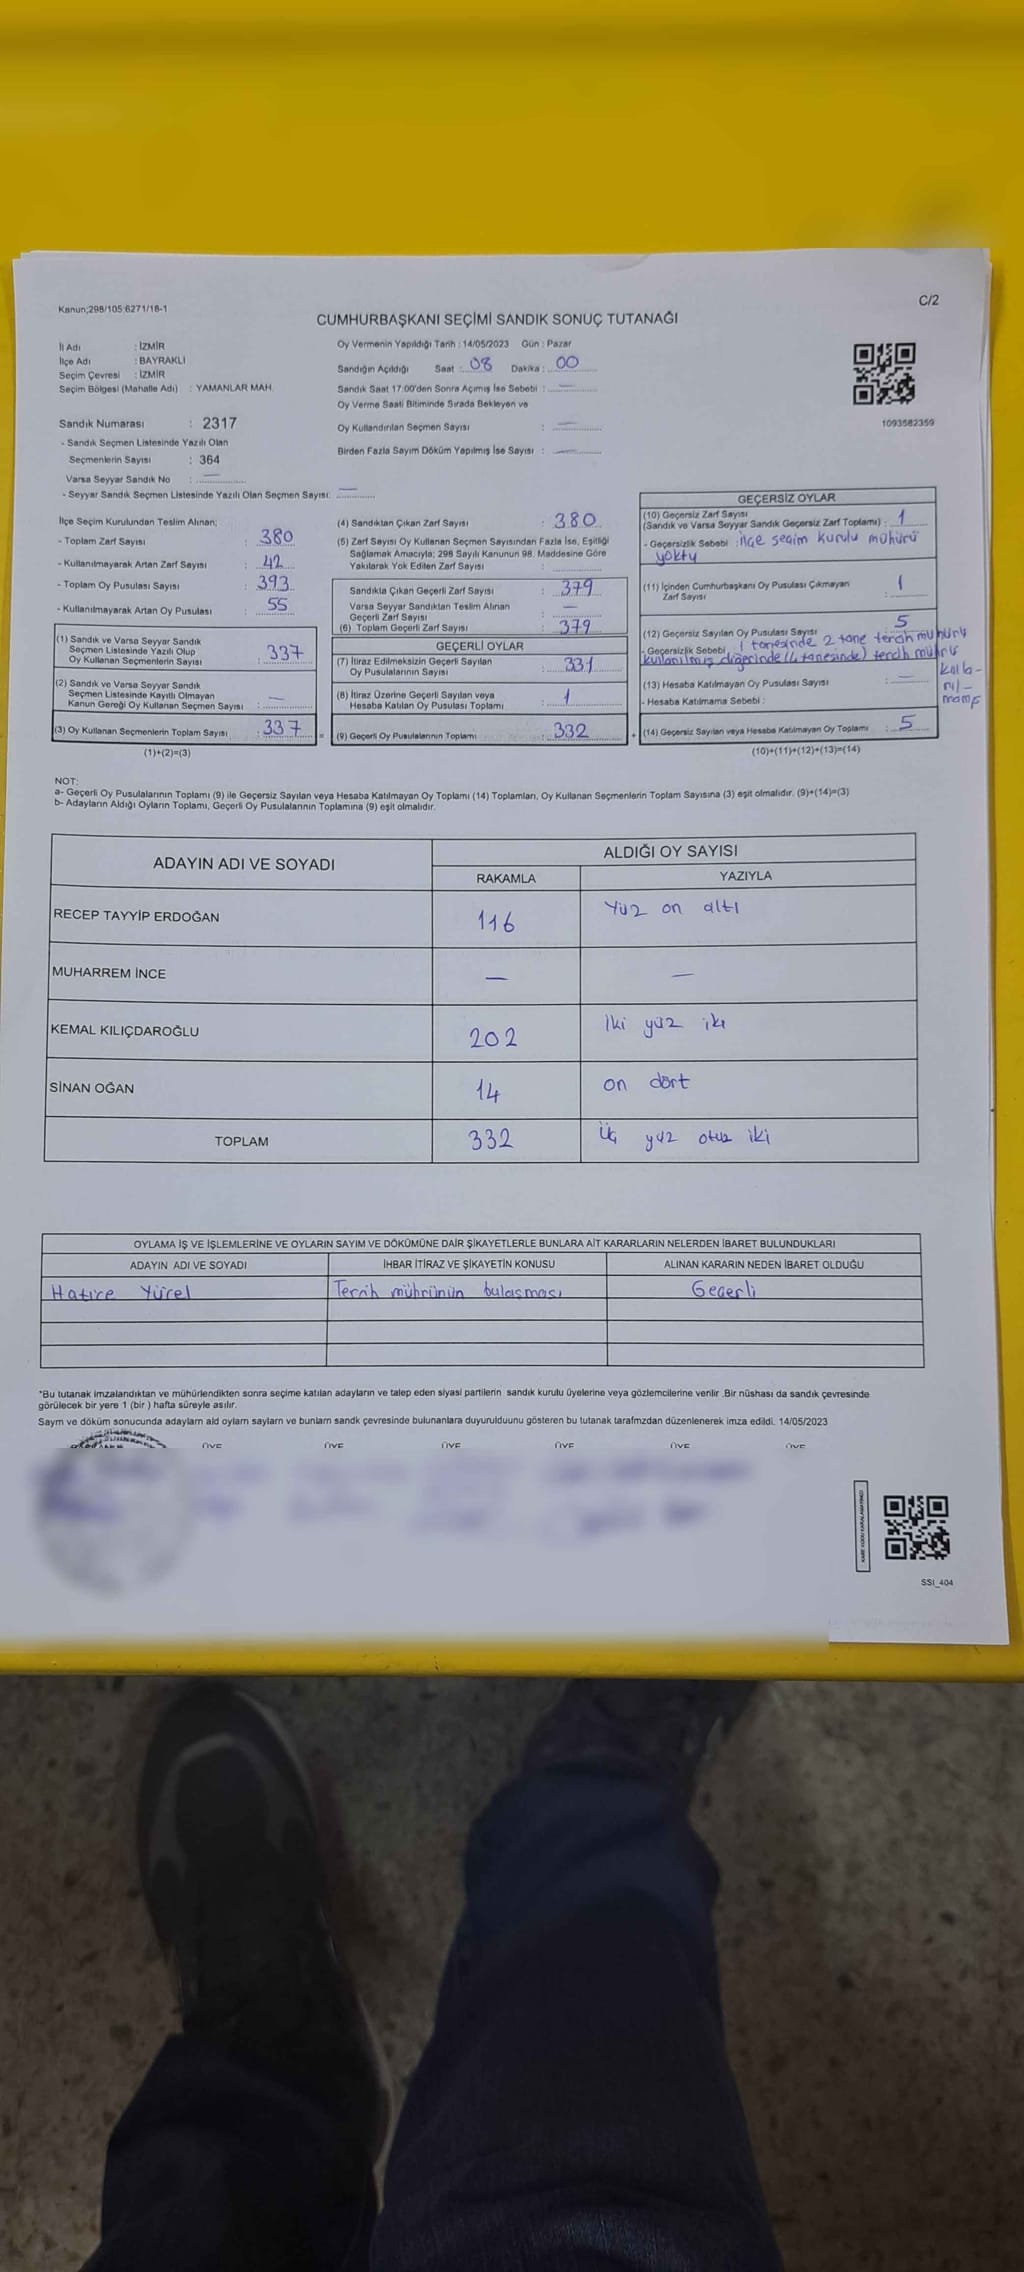 Kanun;298/105;6271/18-1
C/2
CUMHURBAŞKANI SEÇİMİ SANDIK SONUÇ TUTANAĞI
İl Adı : İZMİR
İlçe Adı : BAYRAKLI
Seçim Çevresi : İZMİR
Seçim Bölgesi (Mahalle Adı) : YAMANLAR MAH.
Sandık Numarası : 2317
- Sandık Seçmen Listesinde Yazılı Olan
Seçmenlerin Sayısı : 364
Varsa Seyyar Sandık No : —
- Seyyar Sandık Seçmen Listesinde Yazılı Olan Seçmen Sayısı: —
Oy Vermenin Yapıldığı Tarih : 14/05/2023 Gün : Pazar
Sandığın Açıldığı Saat : 08 Dakika : 00
Sandık Saat 17:00'den Sonra Açımış İse Sebebi : —
Oy Verme Saati Bitiminde Sırada Bekleyen ve
Oy Kullandırılan Seçmen Sayısı : —
Birden Fazla Sayım Döküm Yapılmış İse Sayısı : —
1093582359
İlçe Seçim Kurulundan Teslim Alınan;
- Toplam Zarf Sayısı : 380
- Kullanılmayarak Artan Zarf Sayısı : 42
- Toplam Oy Pusulası Sayısı : 393
- Kullanılmayarak Artan Oy Pusulası : 55
(1) Sandık ve Varsa Seyyar Sandık
Seçmen Listesinde Yazılı Olup
Oy Kullanan Seçmenlerin Sayısı : 337
(2) Sandık ve Varsa Seyyar Sandık
Seçmen Listesinde Kayıtlı Olmayan
Kanun Gereği Oy Kullanan Seçmen Sayısı : —
(3) Oy Kullanan Seçmenlerin Toplam Sayısı : 337
(1)+(2)=(3)
(4) Sandıktan Çıkan Zarf Sayısı : 380
(5) Zarf Sayısı Oy Kullanan Seçmen Sayısından Fazla İse, Eşitliği
Sağlamak Amacıyla; 298 Sayılı Kanunun 98. Maddesine Göre
Yakılarak Yok Edilen Zarf Sayısı :
Sandıkta Çıkan Geçerli Zarf Sayısı : 379
Varsa Seyyar Sandıktan Teslim Alınan
Geçerli Zarf Sayısı : —
(6) Toplam Geçerli Zarf Sayısı : 379
GEÇERLİ OYLAR
(7) İtiraz Edilmeksizin Geçerli Sayılan
Oy Pusulalarının Sayısı : 331
(8) İtiraz Üzerine Geçerli Sayılan veya
Hesaba Katılan Oy Pusulası Toplamı : 1
=
(9) Geçerli Oy Pusulalarının Toplamı : 332
+
GEÇERSİZ OYLAR
(10) Geçersiz Zarf Sayısı
(Sandık ve Varsa Seyyar Sandık Geçersiz Zarf Toplamı) : 1
- Geçersizlik Sebebi : ilçe seçim kurulu mühürü
yoktu
(11) İçinden Cumhurbaşkanı Oy Pusulası Çıkmayan
Zarf Sayısı : 1
(12) Geçersiz Sayılan Oy Pusulası Sayısı : 5
- Geçersizlik Sebebi 1 tanesinde 2 tane tercih mühürü
kullanılmış diğerinde (4 tanesinde) tercih mührü
kulla-
nıl-
mamış
(13) Hesaba Katılmayan Oy Pusulası Sayısı : —
- Hesaba Katılmama Sebebi :
(14) Geçersiz Sayılan veya Hesaba Katılmayan Oy Toplamı : 5
(10)+(11)+(12)+(13)=(14)
NOT:
a- Geçerli Oy Pusulalarının Toplamı (9) ile Geçersiz Sayılan veya Hesaba Katılmayan Oy Toplamı (14) Toplamları, Oy Kullanan Seçmenlerin Toplam Sayısına (3) eşit olmalıdır. (9)+(14)=(3)
b- Adayların Aldığı Oyların Toplamı, Geçerli Oy Pusulalarının Toplamına (9) eşit olmalıdır.
ADAYIN ADI VE SOYADI
ALDIĞI OY SAYISI
RAKAMLA YAZIYLA
RECEP TAYYİP ERDOĞAN 116 Yüz on altı
MUHARREM İNCE — —
KEMAL KILIÇDAROĞLU 202 İki yüz iki
SİNAN OĞAN 14 on dört
TOPLAM 332 Üç yüz otuz iki
OYLAMA İŞ VE İŞLEMLERİNE VE OYLARIN SAYIM VE DÖKÜMÜNE DAİR ŞİKAYETLERLE BUNLARA AİT KARARLARIN NELERDEN İBARET BULUNDUKLARI
ADAYIN ADI VE SOYADI İHBAR İTİRAZ VE ŞİKAYETİN KONUSU ALINAN KARARIN NEDEN İBARET OLDUĞU
Hatice Yürel Tercih mührünün bulaşması Geçerli
*Bu tutanak imzalandıktan ve mühürlendikten sonra seçime katılan adayların ve talep eden siyasi partilerin sandık kurulu üyelerine veya gözlemcilerine verilir .Bir nüshası da sandık çevresinde
görülecek bir yere 1 (bir ) hafta süreyle asılır.
Saym ve döküm sonucunda adaylarn ald oylarn saylarn ve bunlarn sandk çevresinde bulunanlara duyurulduunu gösteren bu tutanak tarafmzdan düzenlenerek imza edildi. 14/05/2023
ÜYE ÜYE ÜYE ÜYE ÜYE ÜYE
KARE KODU KARALAMAYINIZ!
SSI_404